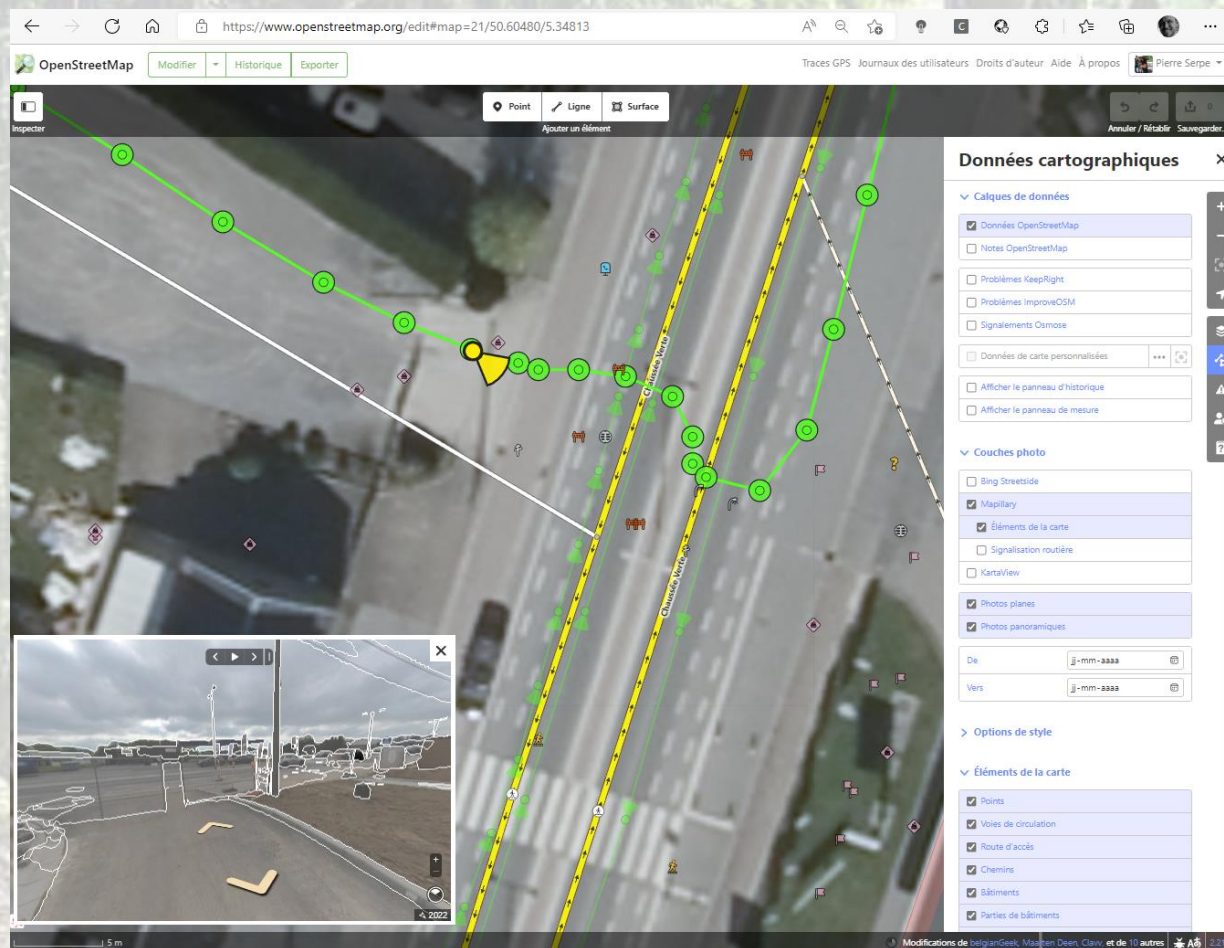 https://www.openstreetmap.org/edit#map=21/50.60480/5.34813
OpenStreetMap
Modifier
Historique
Exporter
Traces GPS Journaux des utilisateurs Droits d'auteur Aide À propos
Pierre Serpe
Inspecter
Point
Ligne
Surface
Ajouter un élément
0
Annuler / Rétablir
Sauvegarder
Données cartographiques
Calques de données
Données OpenStreetMap
Notes OpenStreetMap
Problèmes KeepRight
Problèmes ImproveOSM
Signalements Osmose
Données de carte personnalisées
Afficher le panneau d'historique
Afficher le panneau de mesure
Couches photo
Bing Streetside
Mapillary
Éléments de la carte
Signalisation routière
KartaView
Photos planes
Photos panoramiques
De
jj-mm-aaaa
Vers
jj-mm-aaaa
Options de style
Éléments de la carte
Points
Voies de circulation
Route d'accès
Chemins
Bâtiments
Parties de bâtiments
Chaussée Verte
Chaussée Verte
2022
5 m
Modifications de belgianGeek, Maarten Deen, Clavv, et de 10 autres